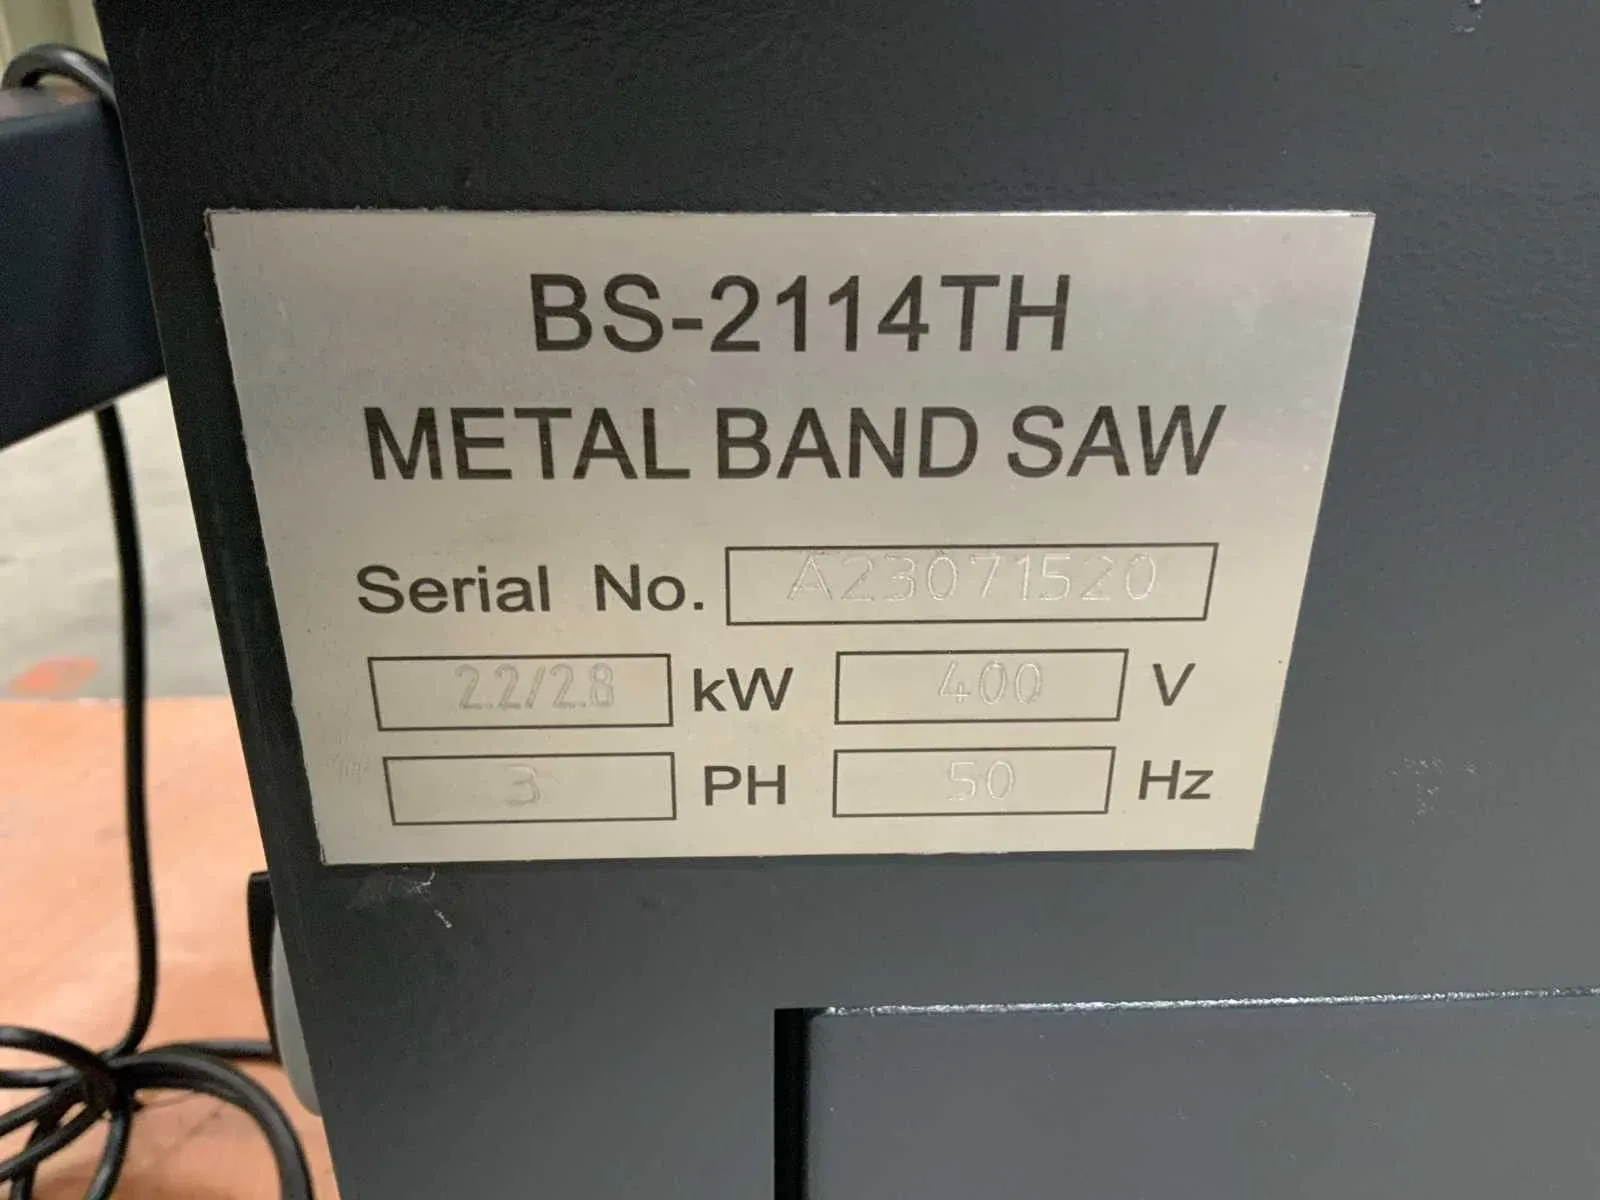 BS-2114TH
METAL BAND SAW
Serial No. A23071520
2.2/2.8 kW 400 V
3 PH 50 Hz